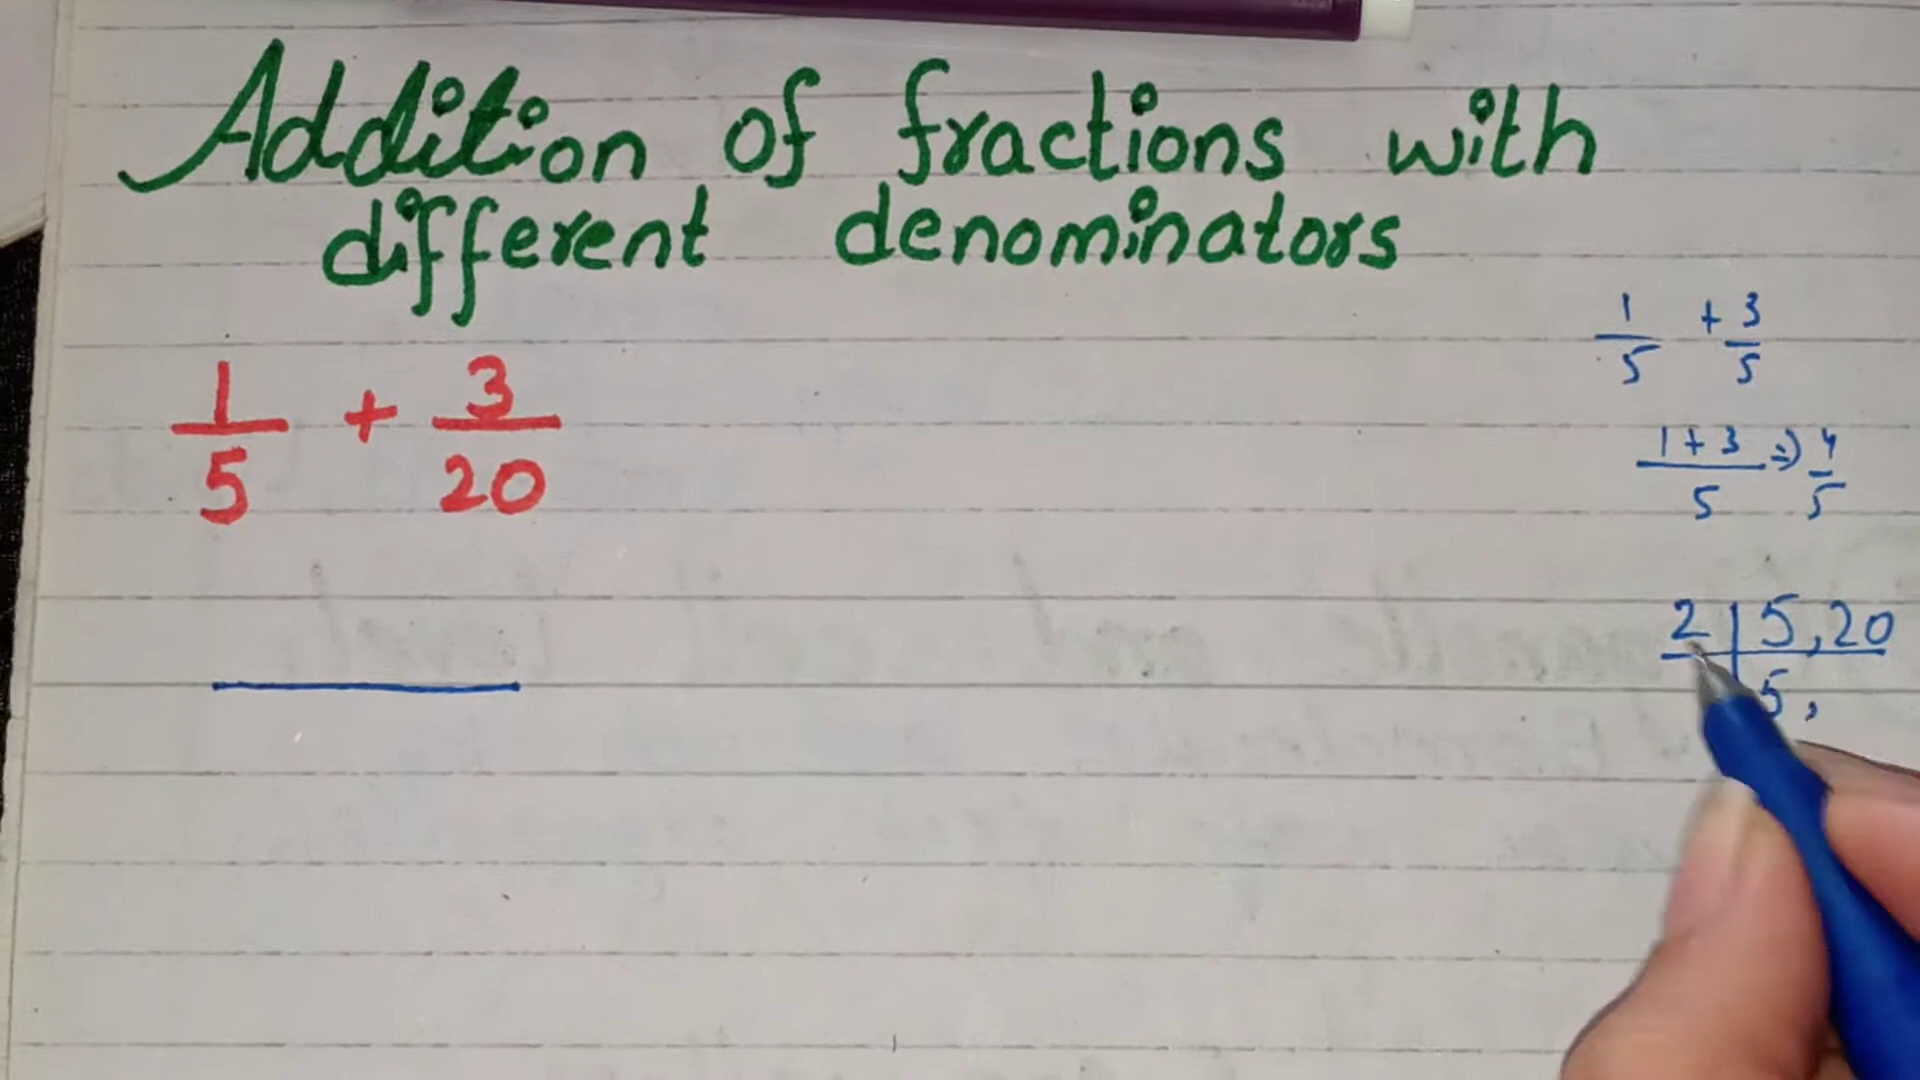 Addition of fractions with
different denominators
1/5 + 3/20
1/5 + 3/5
1+3/5 => 4/5
2 | 5,20
5,